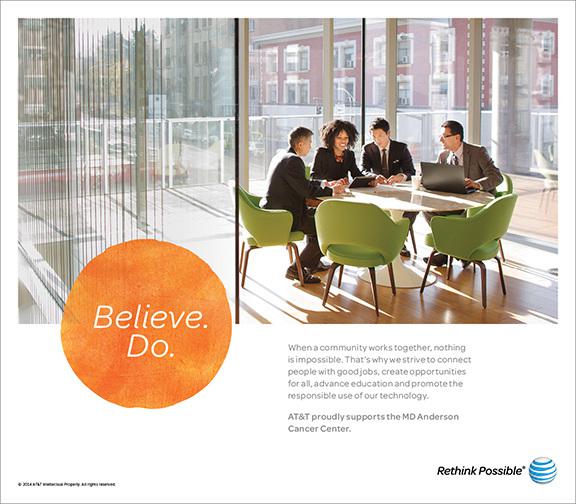 Believe.
Do.
When a community works together, nothing
is impossible. That's why we strive to connect
people with good jobs, create opportunities
for all, advance education and promote the
responsible use of our technology.
AT&T proudly supports the MD Anderson
Cancer Center.
Rethink Possible®
© 2014 AT&T Intellectual Property. All rights reserved.